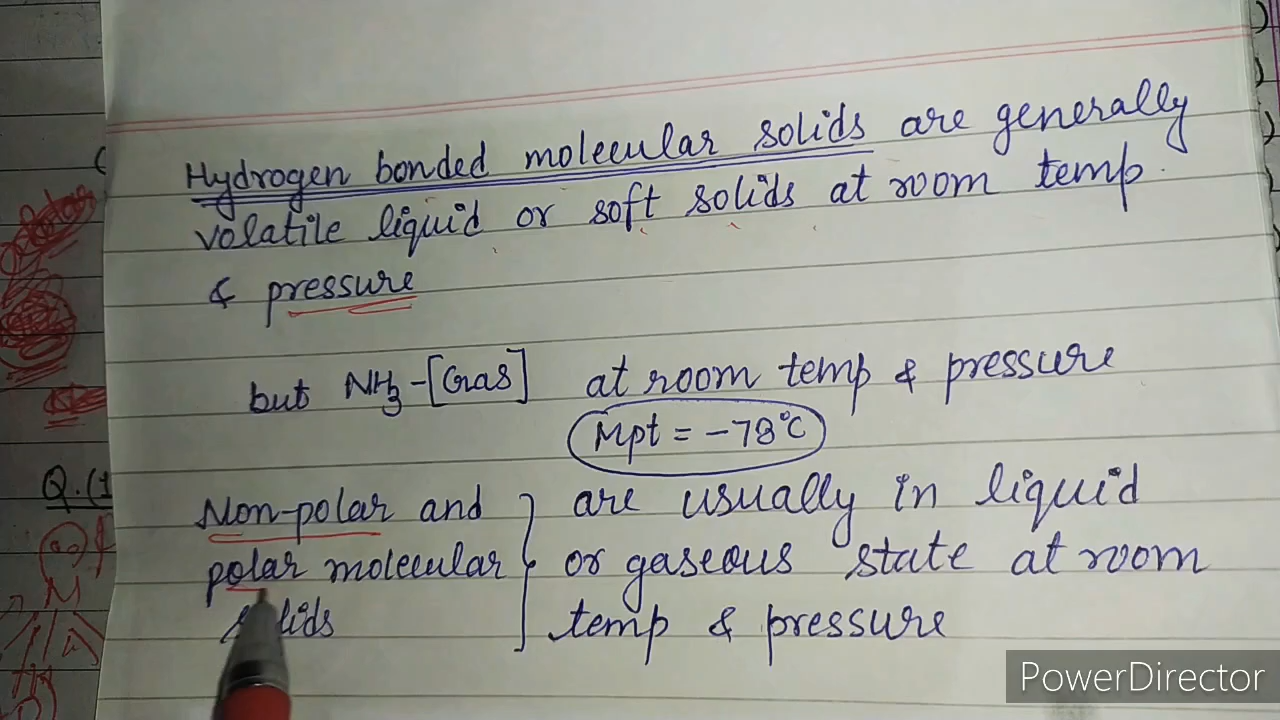 Hydrogen bonded molecular solids are generally
volatile liquid or soft solids at room temp.
& pressure
but NH3-[Gas] at room temp & pressure
Mpt = -78°C
Non-polar and
polar molecular
solids
are usually in liquid
or gaseous state at room
temp & pressure
Q.(1
M
PowerDirector